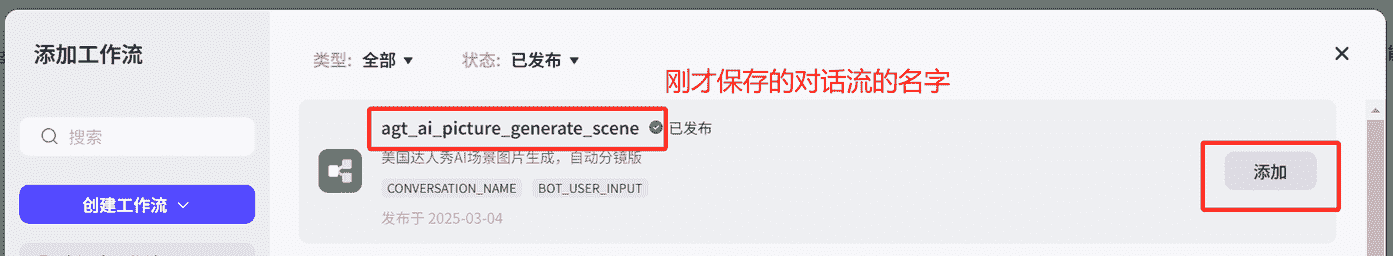 添加工作流
搜索
创建工作流
类型: 全部 状态: 已发布
刚才保存的对话流的名字
agt_ai_picture_generate_scene 已发布
美国达人秀AI场景图片生成，自动分镜版
CONVERSATION_NAME BOT_USER_INPUT
发布于 2025-03-04
添加